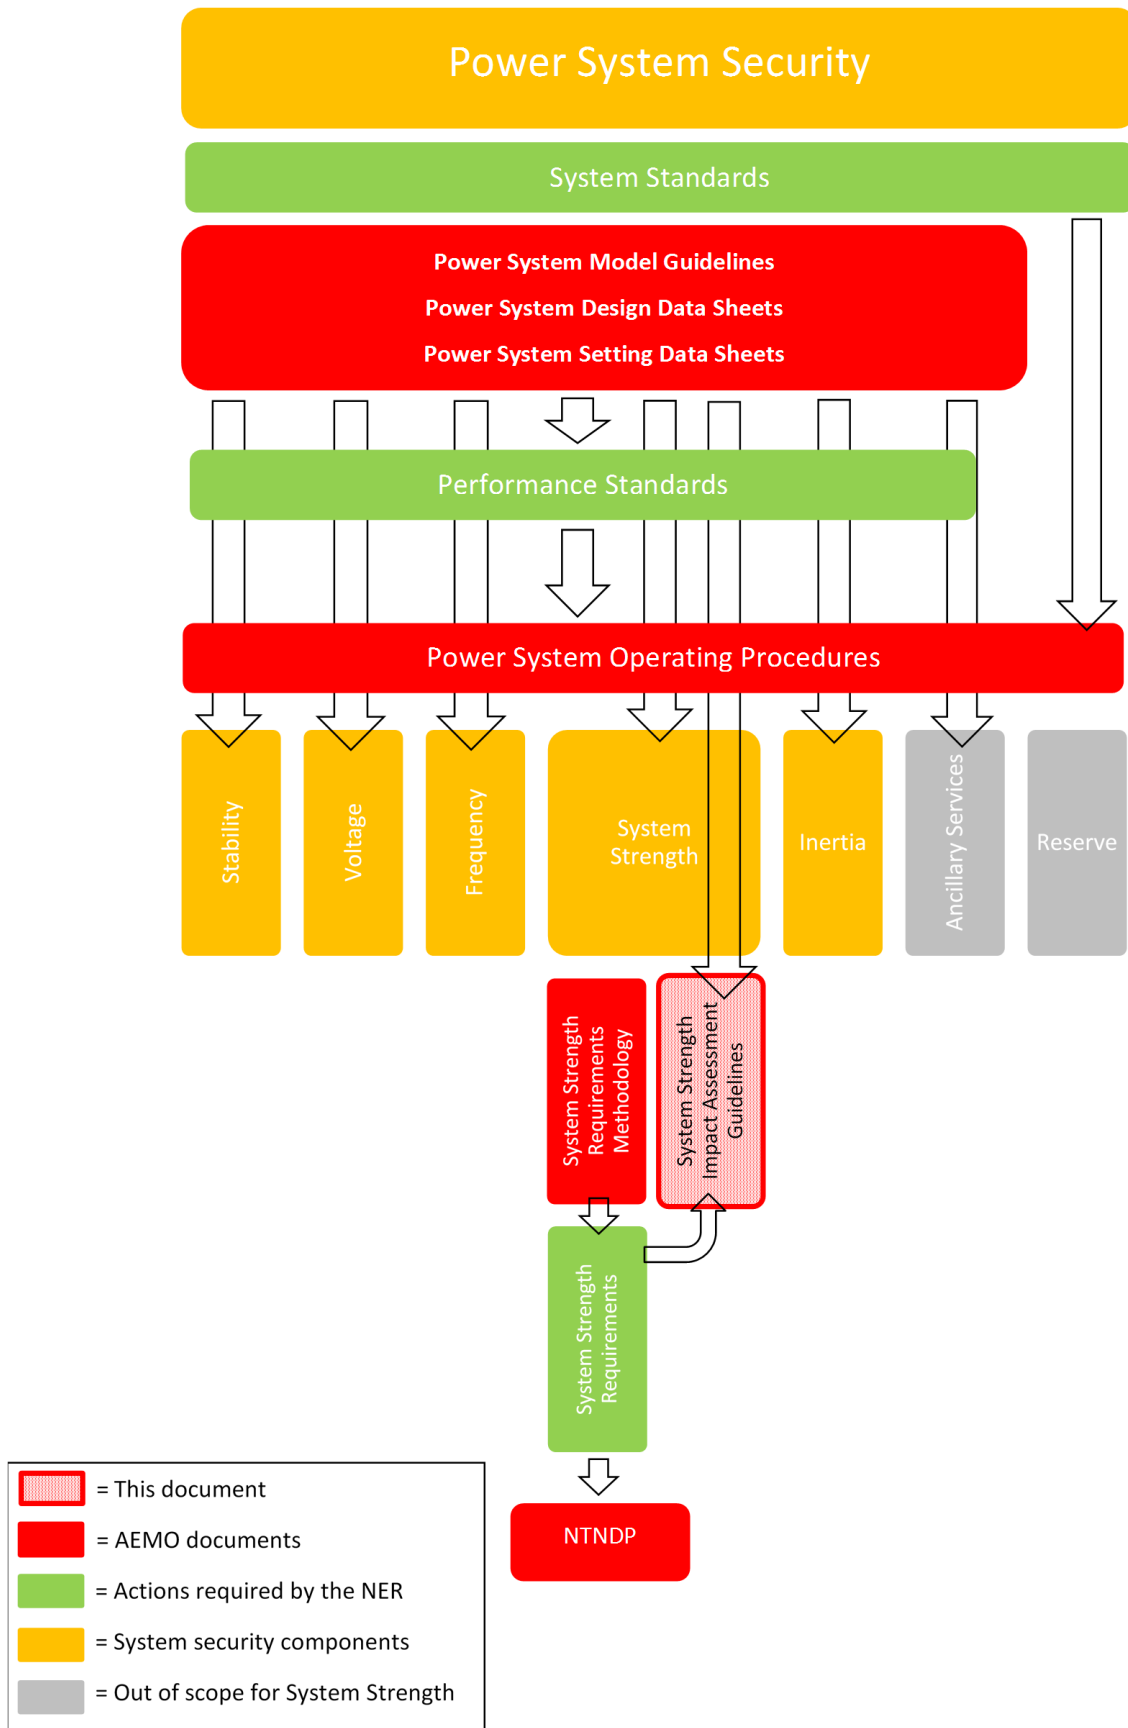 Power System Security
System Standards
Power System Model Guidelines
Power System Design Data Sheets
Power System Setting Data Sheets
Performance Standards
Power System Operating Procedures
Stability
Voltage
Frequency
System
Strength
Inertia
Ancillary Services
Reserve
System Strength
Requirements
Methodology
System Strength
Impact Assessment
Guidelines
System Strength
Requirements
NTNDP
= This document
= AEMO documents
= Actions required by the NER
= System security components
= Out of scope for System Strength